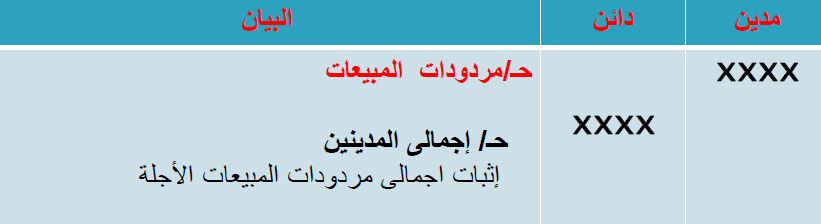 مدين دائن البيان
XXXX حـ/مردودات المبيعات
XXXX
حـ/ إجمالى المدينين
إثبات اجمالى مردودات المبيعات الأجلة